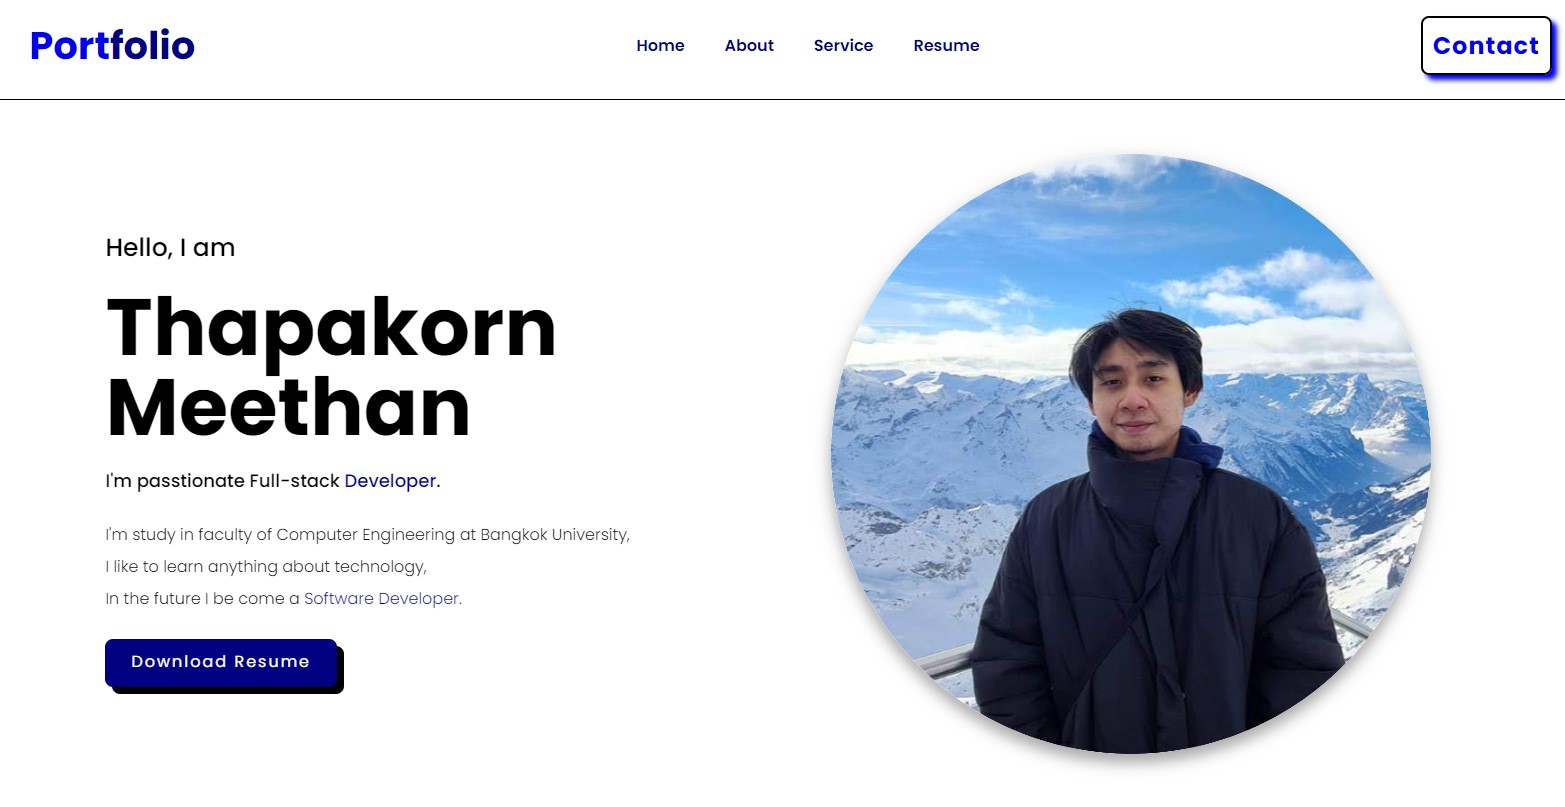 Portfolio
Home About Service Resume
Contact
Hello, I am
Thapakorn
Meethan
I'm passtionate Full-stack Developer.
I'm study in faculty of Computer Engineering at Bangkok University,
I like to learn anything about technology,
In the future I be come a Software Developer.
Download Resume